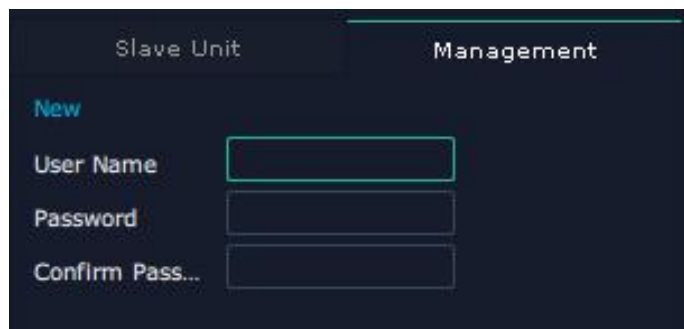 Slave Unit Management
New
User Name
Password
Confirm Pass...